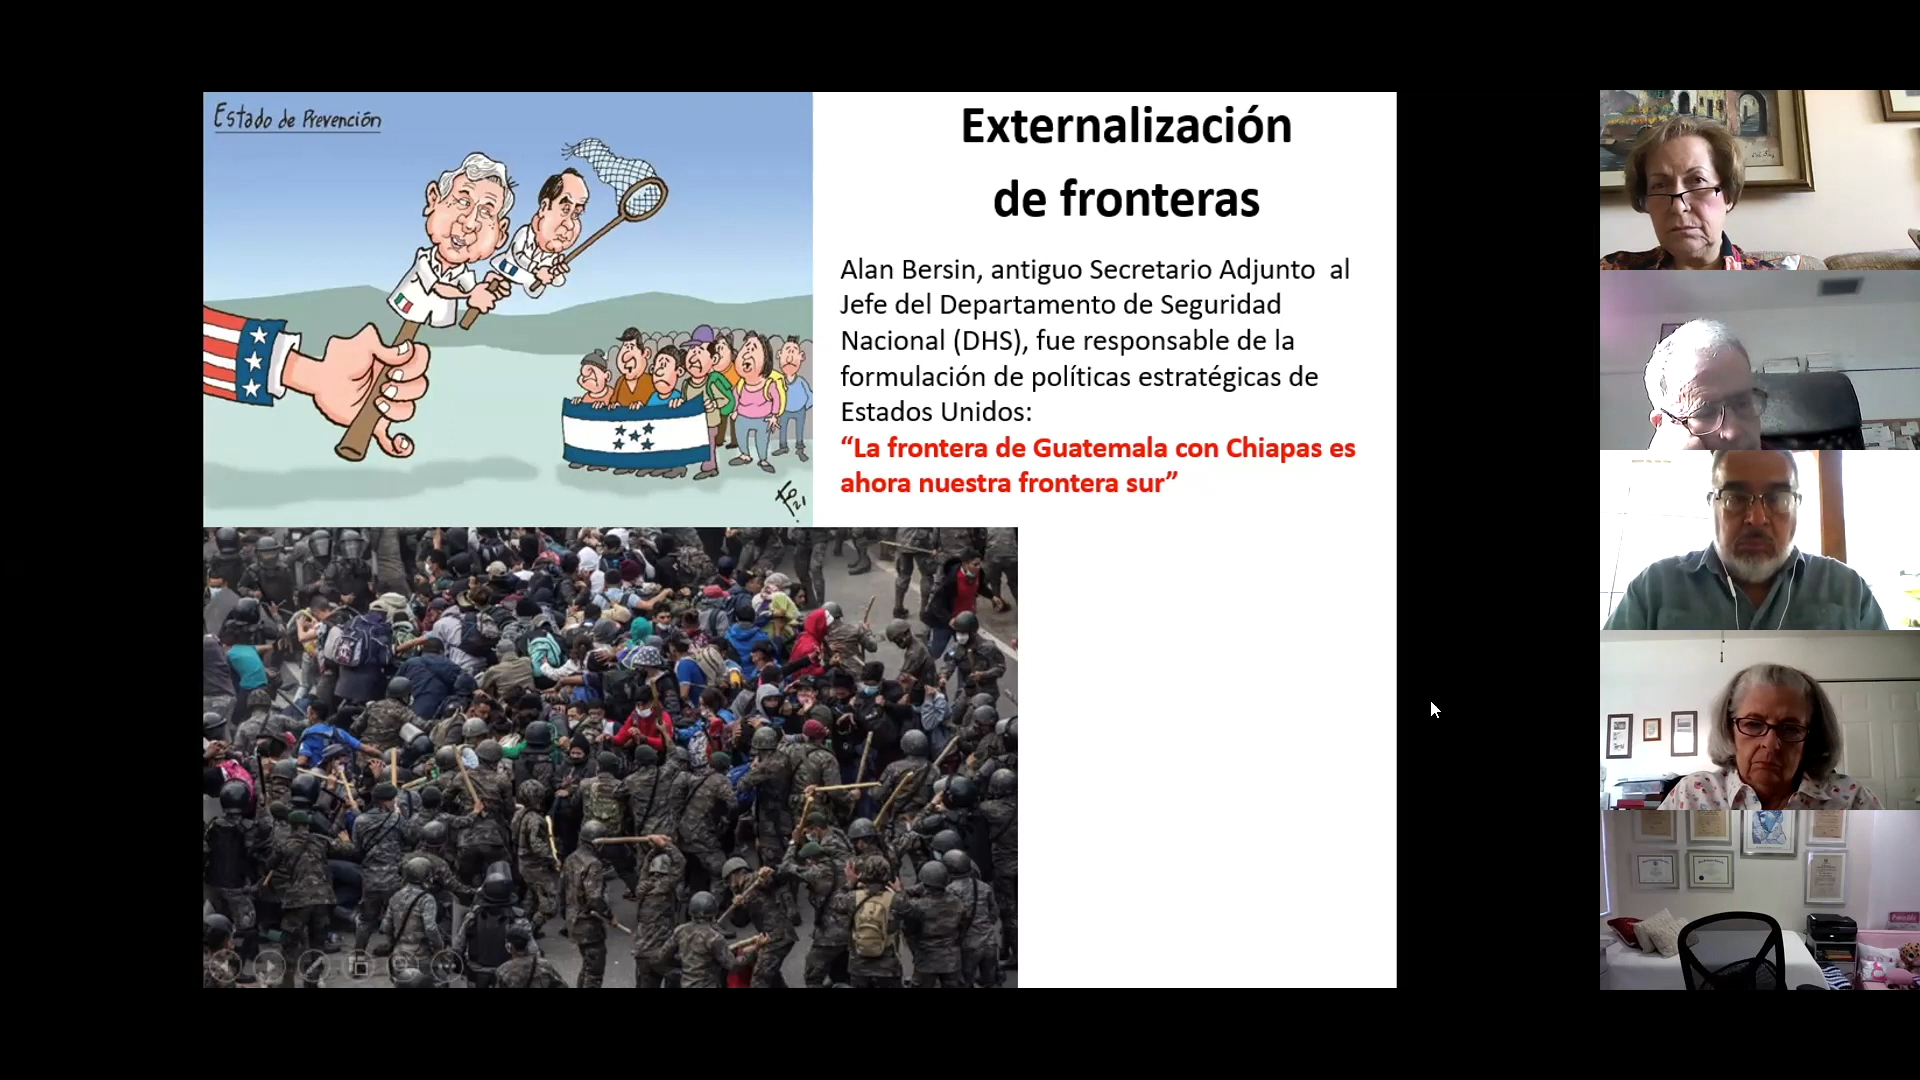 Estado de Prevención
Externalización
de fronteras
Alan Bersin, antiguo Secretario Adjunto al
Jefe del Departamento de Seguridad
Nacional (DHS), fue responsable de la
formulación de políticas estratégicas de
Estados Unidos:
“La frontera de Guatemala con Chiapas es
ahora nuestra frontera sur”